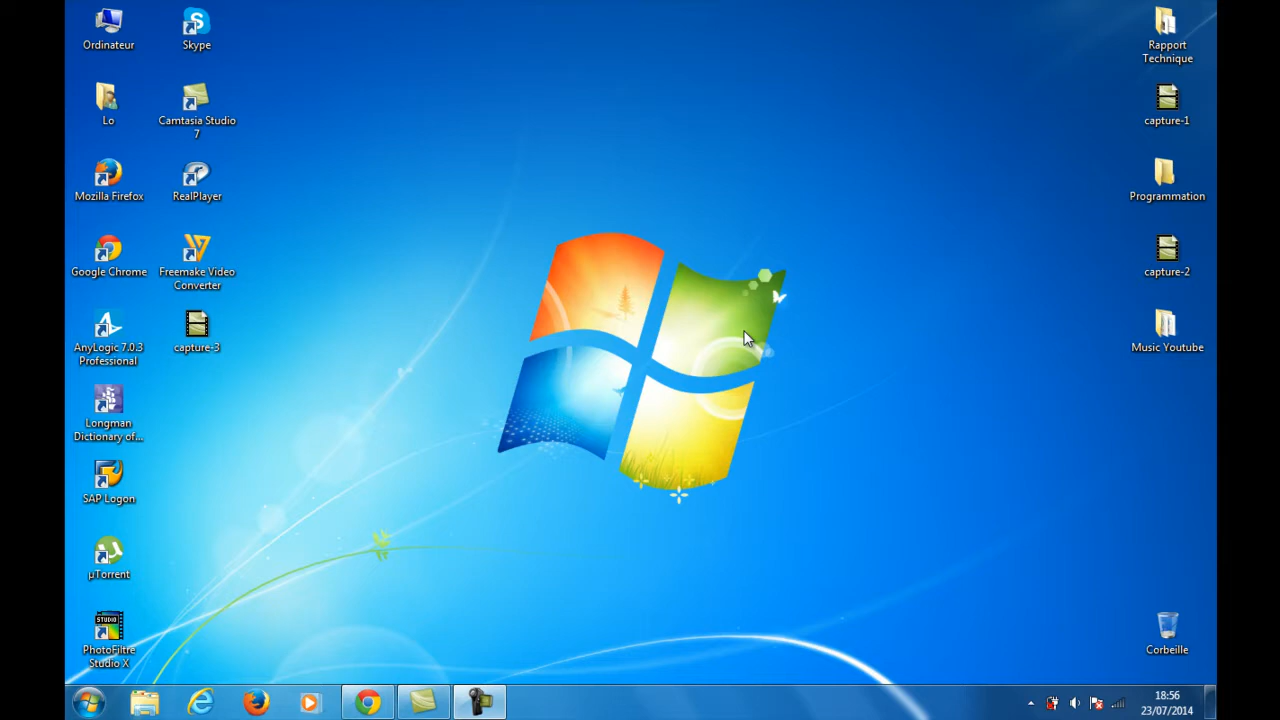 Ordinateur
Skype
Lo
Camtasia Studio
7
Mozilla Firefox
RealPlayer
Google Chrome
Freemake Video
Converter
AnyLogic 7.0.3
Professional
capture-3
Longman
Dictionary of...
SAP Logon
µTorrent
STUDIO
PhotoFiltre
Studio X
Rapport
Technique
capture-1
Programmation
capture-2
Music Youtube
Corbeille
18:56
23/07/2014